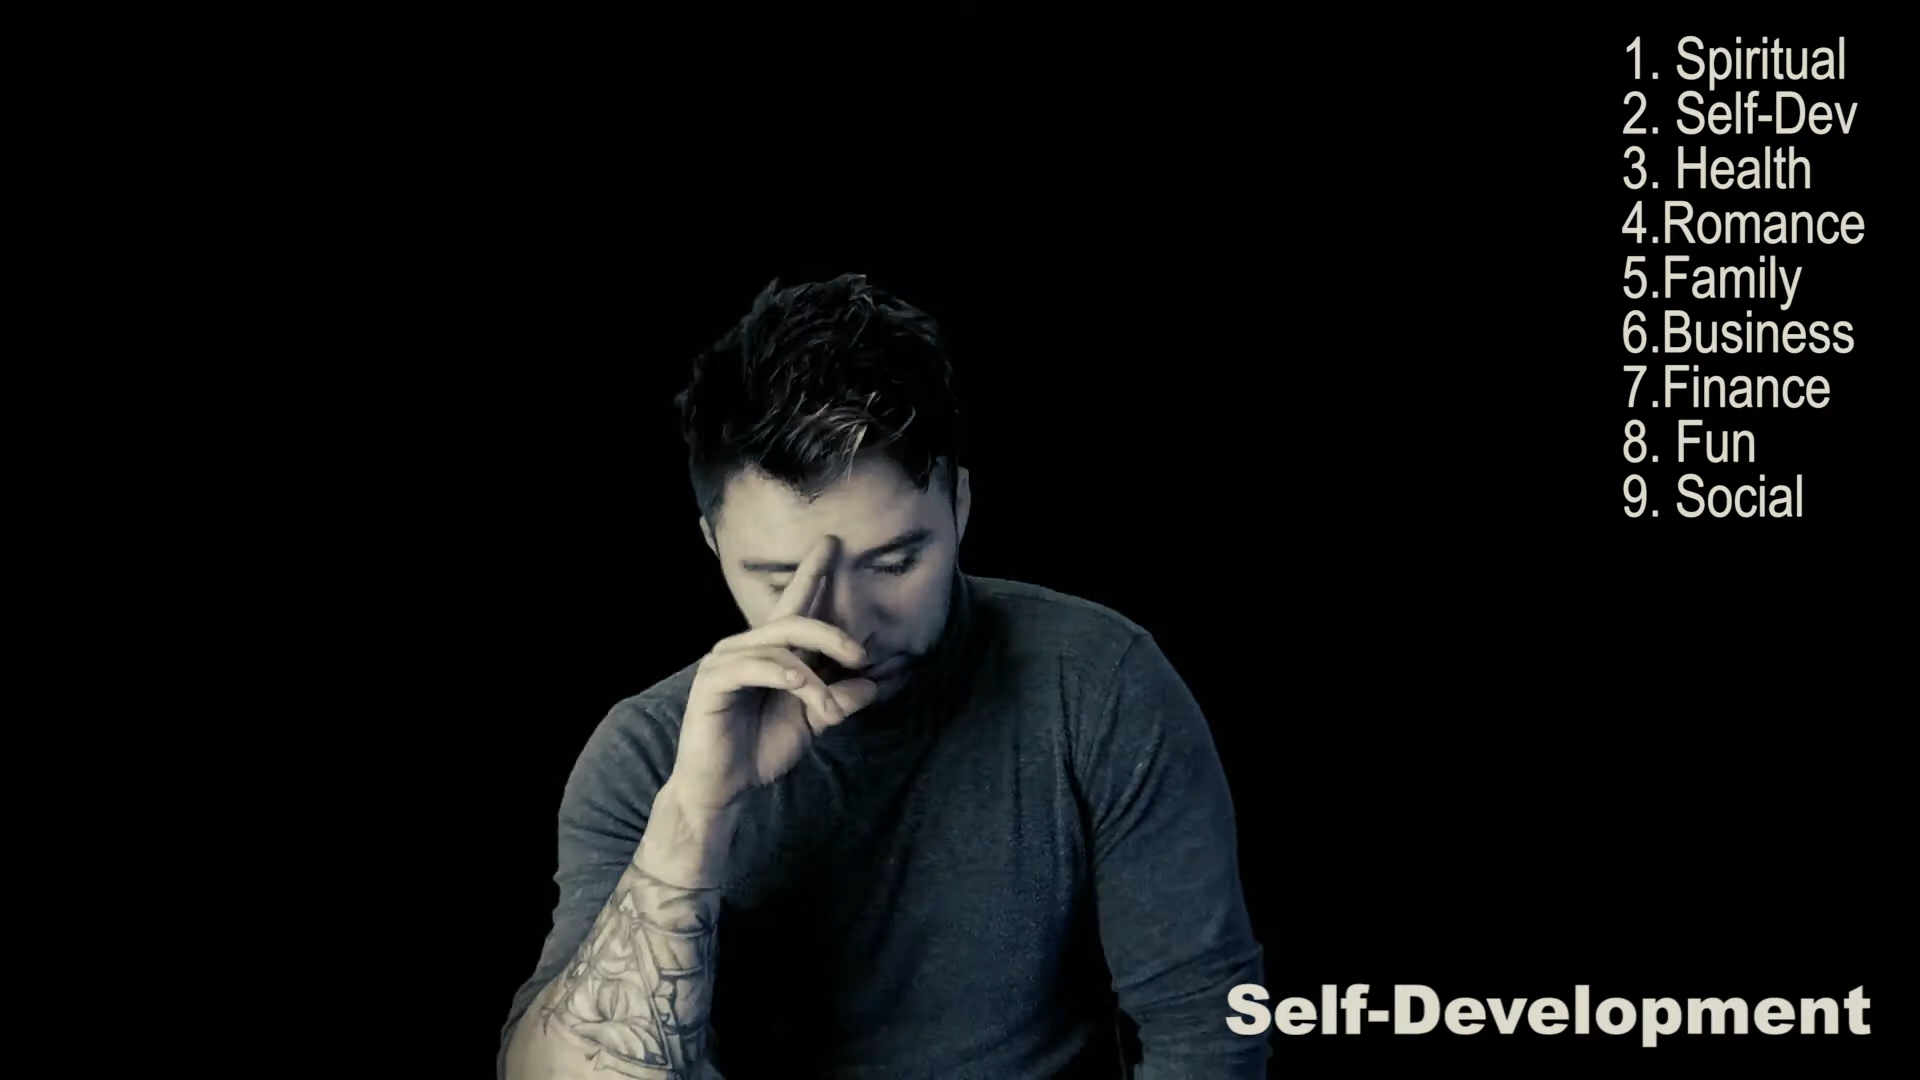 1. Spiritual
2. Self-Dev
3. Health
4.Romance
5.Family
6.Business
7.Finance
8. Fun
9. Social
Self-Development